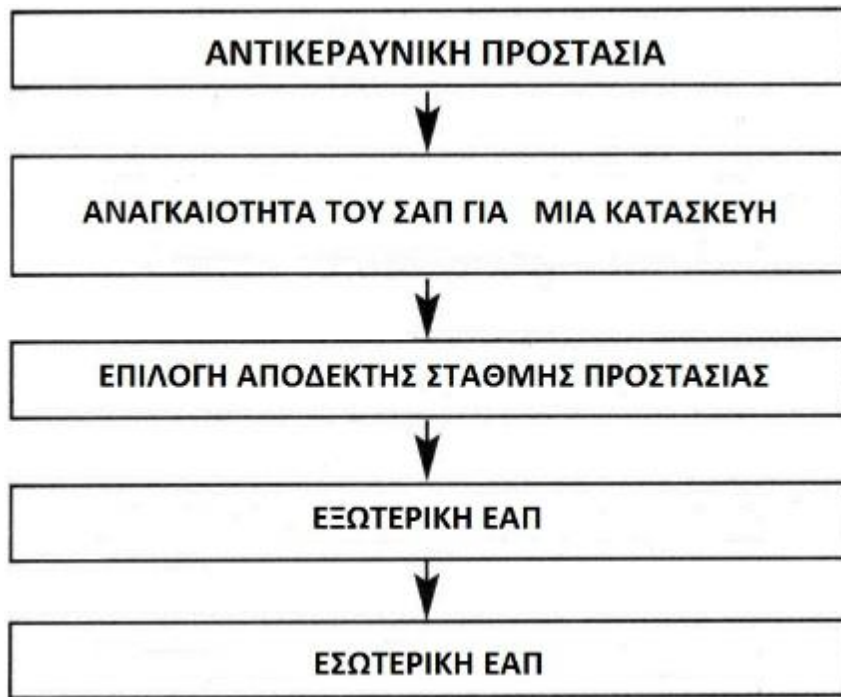 ΑΝΤΙΚΕΡΑΥΝΙΚΗ ΠΡΟΣΤΑΣΙΑ
ΑΝΑΓΚΑΙΟΤΗΤΑ ΤΟΥ ΣΑΠ ΓΙΑ ΜΙΑ ΚΑΤΑΣΚΕΥΗ
ΕΠΙΛΟΓΗ ΑΠΟΔΕΚΤΗΣ ΣΤΑΘΜΗΣ ΠΡΟΣΤΑΣΙΑΣ
ΕΞΩΤΕΡΙΚΗ ΕΑΠ
ΕΣΩΤΕΡΙΚΗ ΕΑΠ